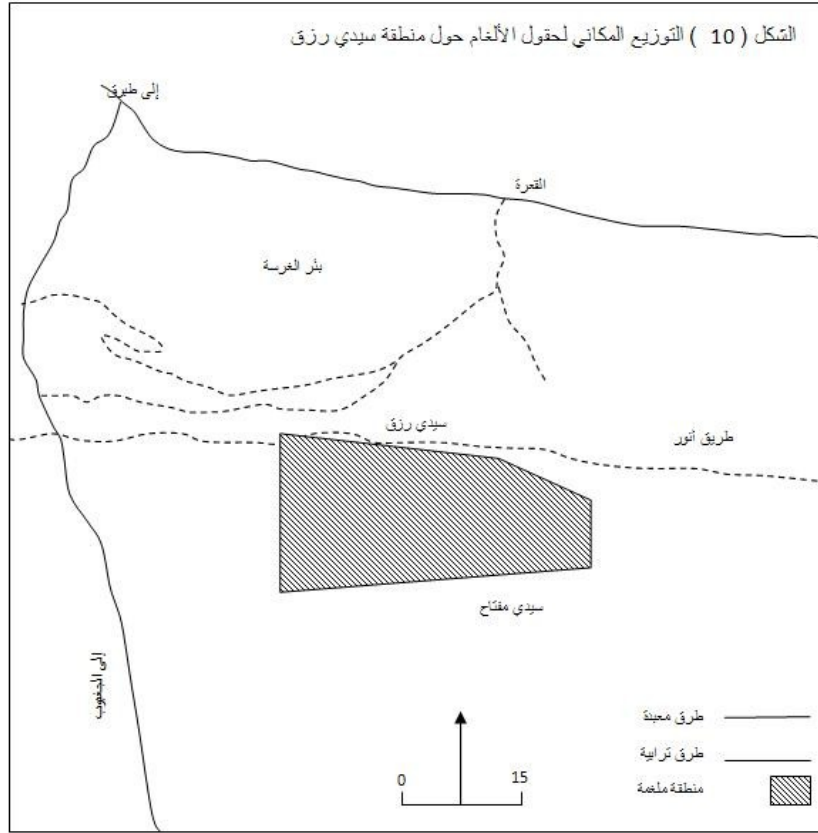 الشكل ( 10 ) التوزيع المكاني لحقول الألغام حول منطقة سيدي رزق
إلى طبرق
القعرة
بئر الغرسة
سيدي رزق
طريق أنور
سيدي مفتاح
إلى الجغبوب
طرق معبدة
طرق ترابية
منطقة ملغمة
0 15